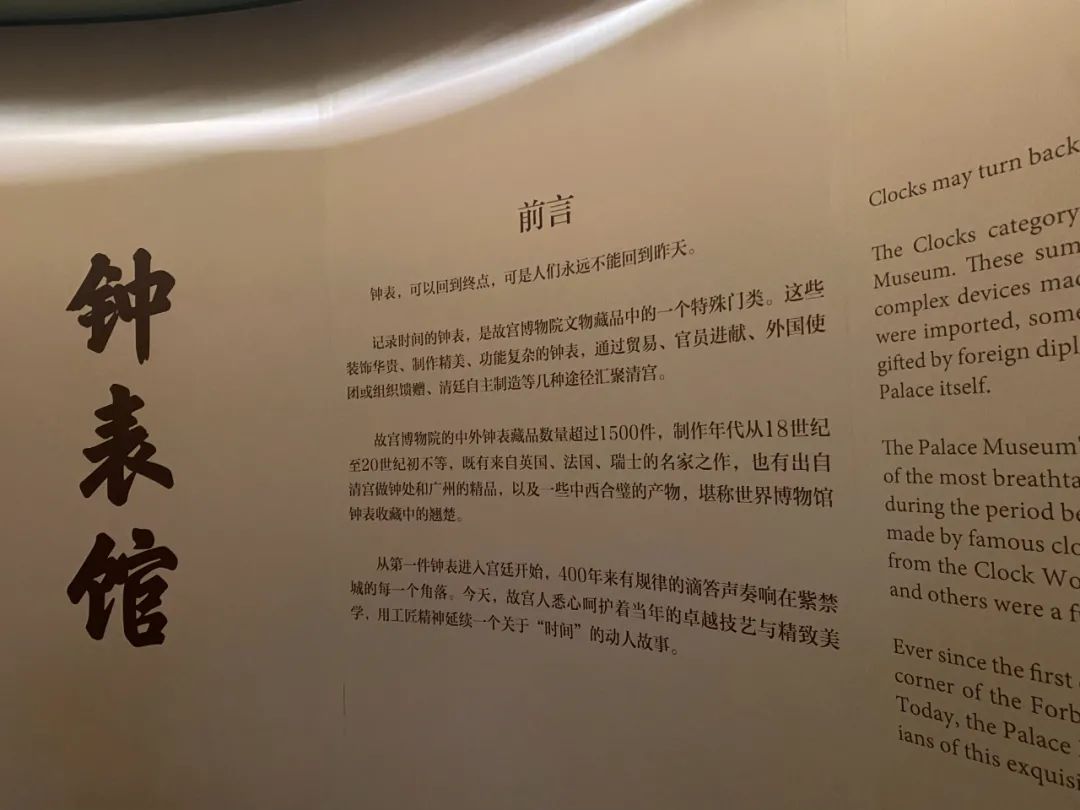 钟表馆
前言
钟表，可以回到终点，可是人们永远不能回到昨天。
记录时间的钟表，是故宫博物院文物藏品中的一个特殊门类。这些
装饰华贵、制作精美、功能复杂的钟表，通过贸易、官员进献、外国使
团或组织馈赠、清廷自主制造等几种途径汇聚清宫。
故宫博物院的中外钟表藏品数量超过1500件，制作年代从18世纪
至20世纪初不等，既有来自英国、法国、瑞士的名家之作，也有出自
清宫做钟处和广州的精品，以及一些中西合璧的产物，堪称世界博物馆
钟表收藏中的翘楚。
从第一件钟表进入宫廷开始，400年来有规律的滴答声奏响在紫禁
城的每一个角落。今天，故宫人悉心呵护着当年的卓越技艺与精致美
学，用工匠精神延续一个关于“时间”的动人故事。
Clocks may turn back
The Clocks category
Museum. These sum
complex devices mad
were imported, some
gifted by foreign dipl
Palace itself.
The Palace Museum'
of the most breathta
during the period be
made by famous clo
from the Clock Wo
and others were a f
Ever since the first
corner of the Forb
Today, the Palace
ians of this exquisi